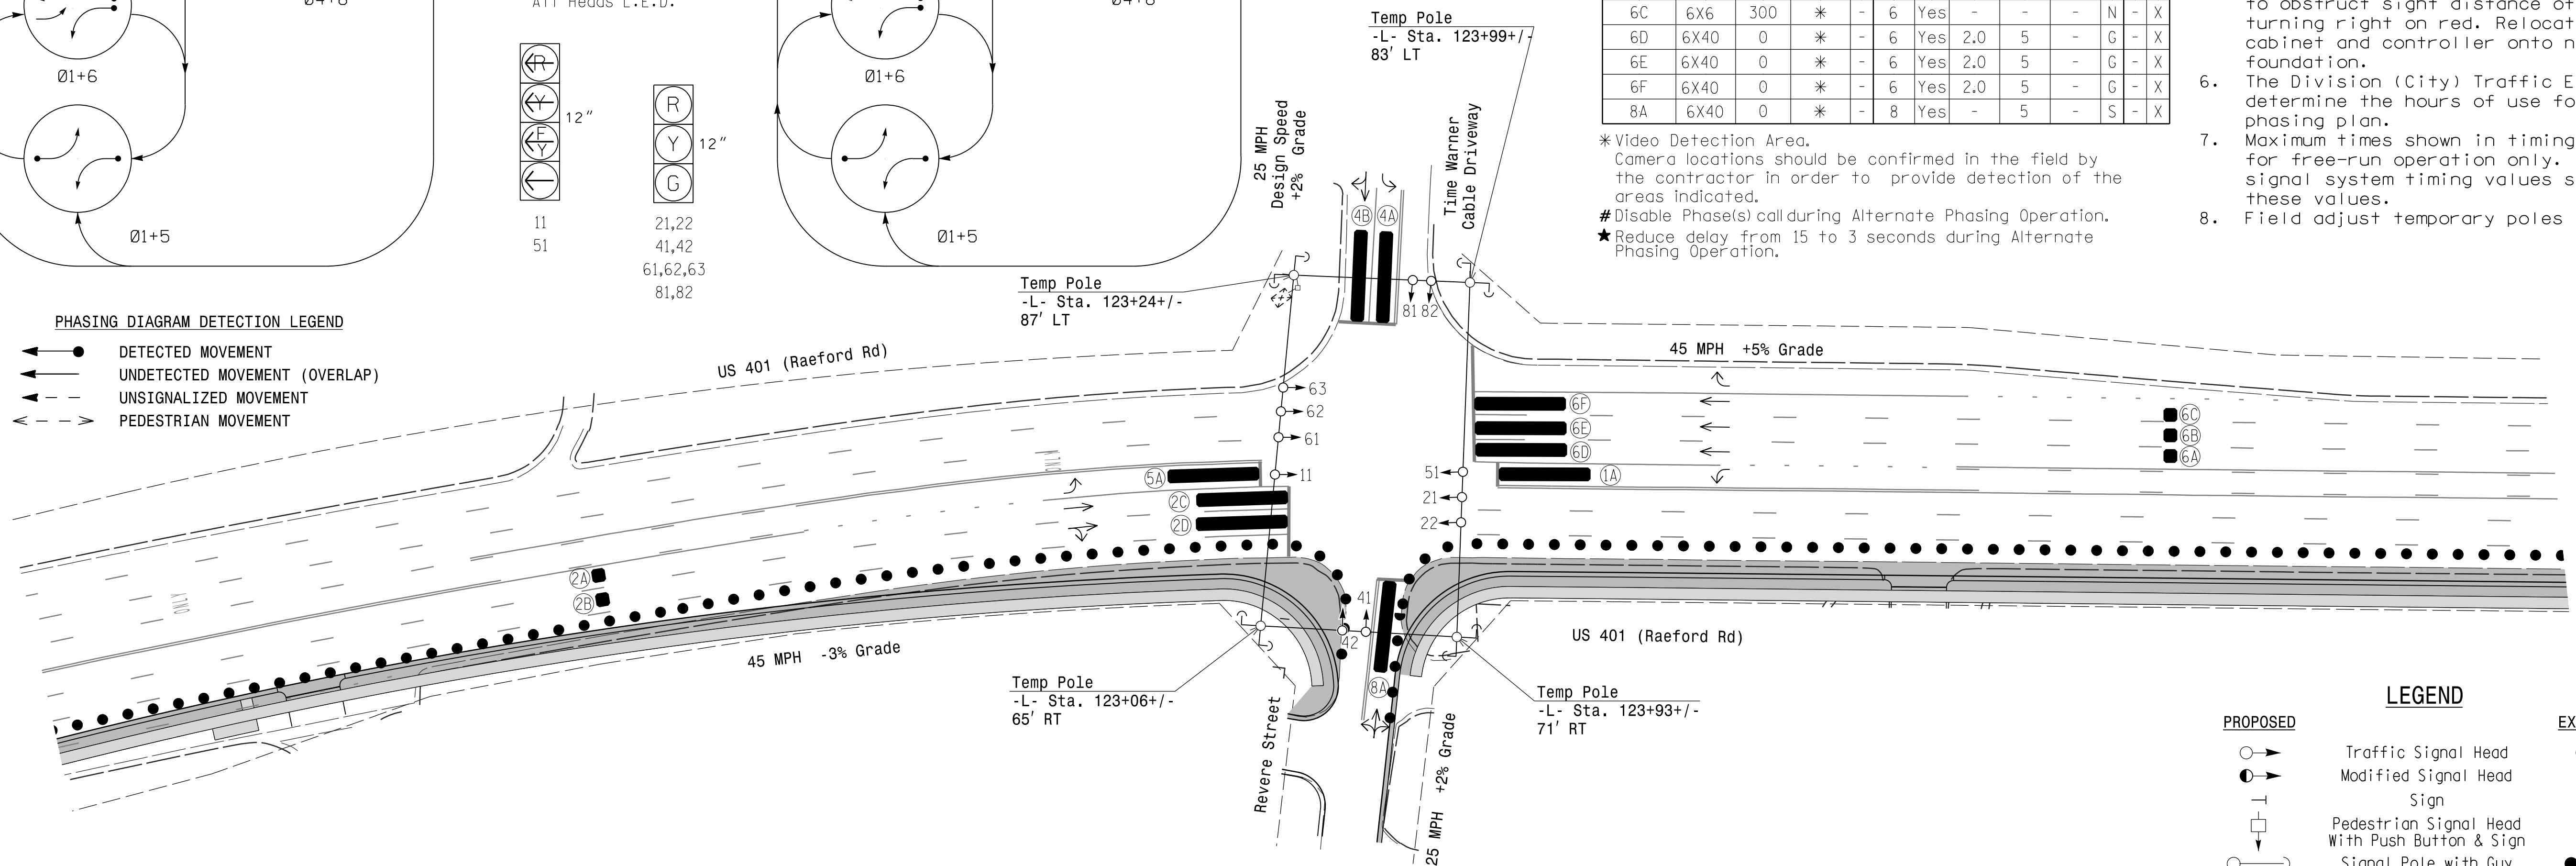 Ø4+8
All Heads L.E.D.
Ø4+8
Ø1+6
Ø1+5
R
Y
F
Y
12"
11
51
R
Y
G
12"
21,22
41,42
61,62,63
81,82
Ø1+6
Ø1+5
PHASING DIAGRAM DETECTION LEGEND
DETECTED MOVEMENT
UNDETECTED MOVEMENT (OVERLAP)
UNSIGNALIZED MOVEMENT
PEDESTRIAN MOVEMENT
Temp Pole
-L- Sta. 123+99+/-
83' LT
6C 6X6 300 * - 6 Yes - - - N - X
6D 6X40 0 * - 6 Yes 2.0 5 - G - X
6E 6X40 0 * - 6 Yes 2.0 5 - G - X
6F 6X40 0 * - 6 Yes 2.0 5 - G - X
8A 6X40 0 * - 8 Yes - 5 - S - X
* Video Detection Area.
Camera locations should be confirmed in the field by
the contractor in order to provide detection of the
areas indicated.
# Disable Phase(s) call during Alternate Phasing Operation.
★ Reduce delay from 15 to 3 seconds during Alternate
Phasing Operation.
to obstruct sight distance of
turning right on red. Relocat
cabinet and controller onto n
foundation.
6. The Division (City) Traffic E
determine the hours of use fo
phasing plan.
7. Maximum times shown in timing
for free-run operation only.
signal system timing values s
these values.
8. Field adjust temporary poles
25 MPH
Design Speed
+2% Grade
Time Warner
Cable Driveway
4B
4A
81
82
Temp Pole
-L- Sta. 123+24+/-
87' LT
US 401 (Raeford Rd)
45 MPH +5% Grade
63
62
61
11
6F
6E
6D
1A
6C
6B
6A
ONLY
5A
2C
2D
51
21
22
2A
2B
ONLY
41
42
8A
45 MPH -3% Grade
US 401 (Raeford Rd)
Temp Pole
-L- Sta. 123+06+/-
65' RT
Temp Pole
-L- Sta. 123+93+/-
71' RT
Revere Street
25 MPH +2% Grade
LEGEND
PROPOSED
EX
Traffic Signal Head
Modified Signal Head
Sign
Pedestrian Signal Head
With Push Button & Sign
Signal Pole with Guy